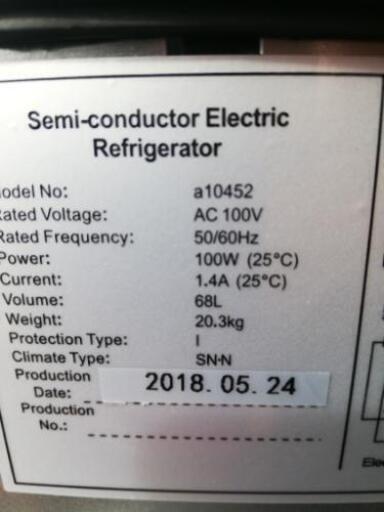 Semi-conductor Electric
Refrigerator
odel No: a10452
ated Voltage: AC 100V
Rated Frequency: 50/60Hz
Power: 100W (25°C)
Current: 1.4A (25°C)
Volume: 68L
Weight: 20.3kg
Protection Type: I
Climate Type: SN-N
Production
Date: 2018. 05. 24
Production
No.:
Ele